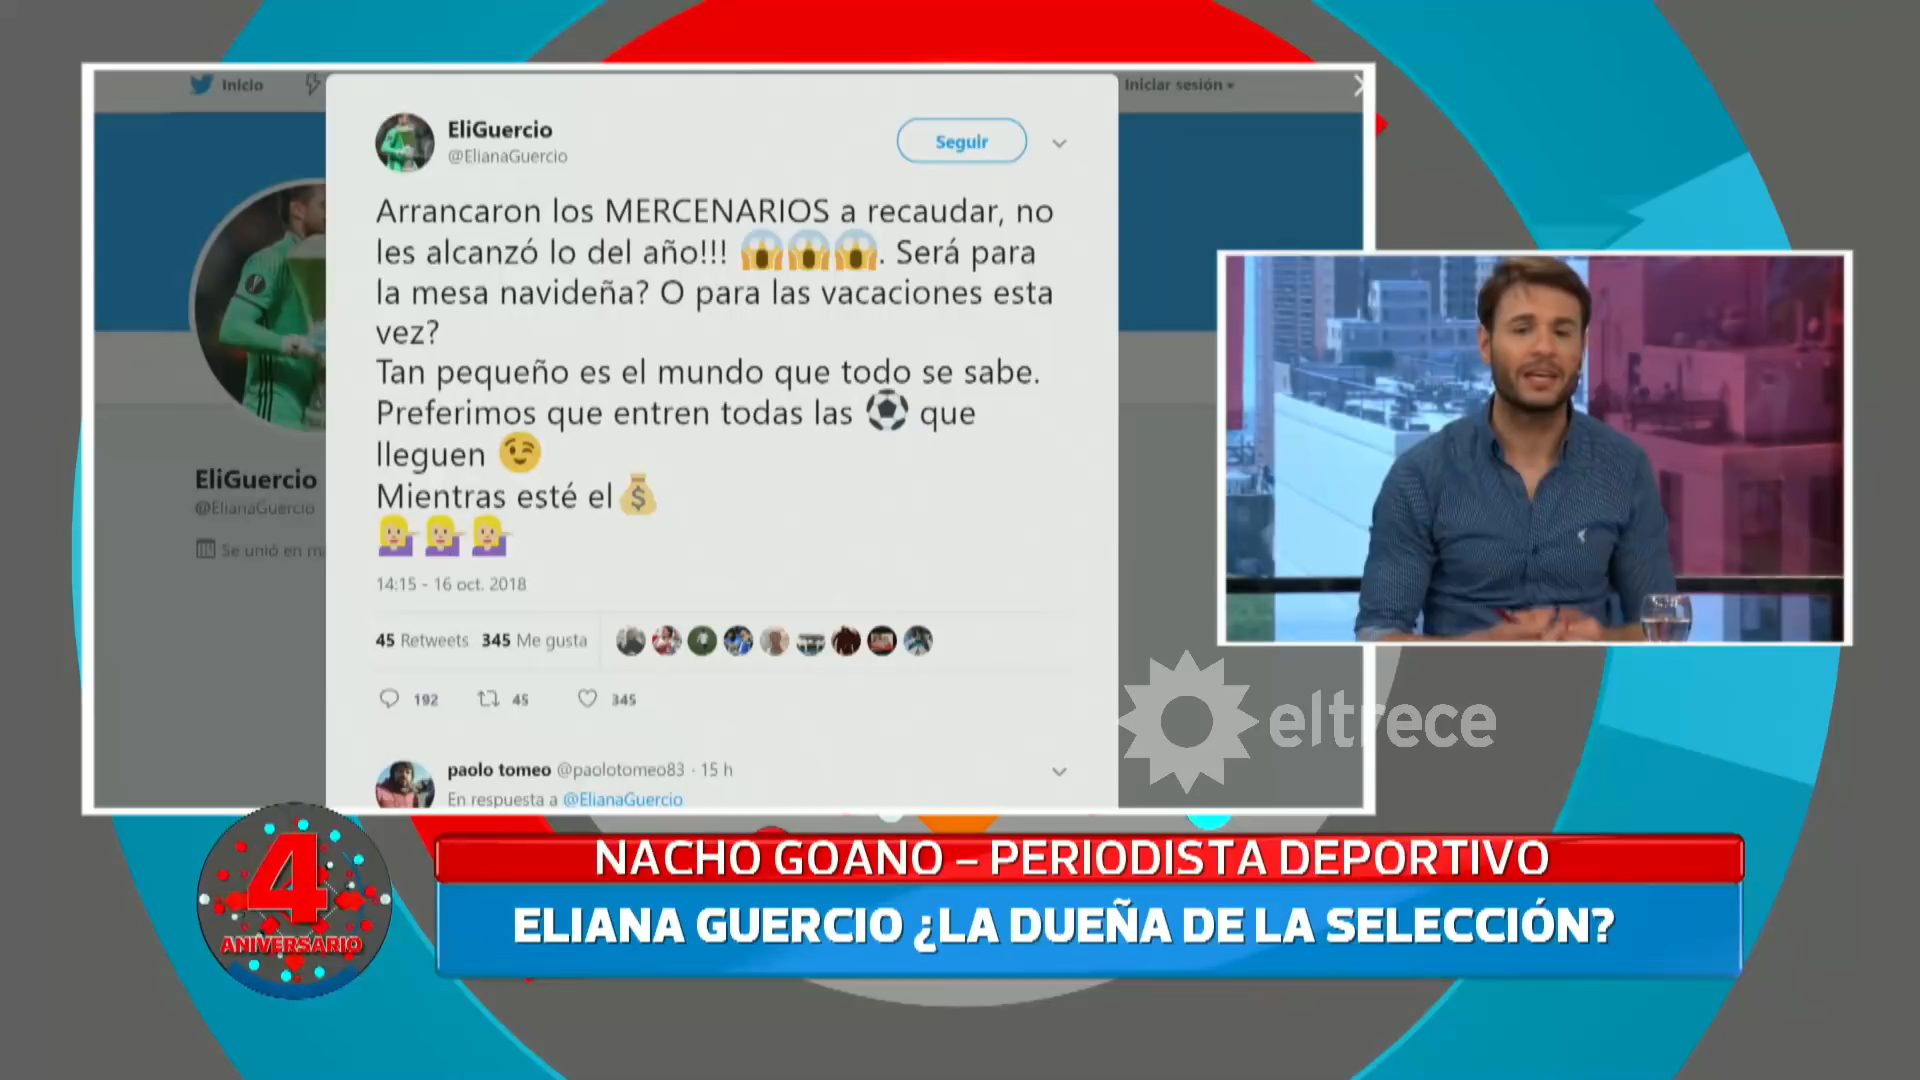 Inicio
Iniciar sesión
EliGuercio
@ElianaGuercio
Seguir
Arrancaron los MERCENARIOS a recaudar, no
les alcanzó lo del año!!! 😱😱😱. Será para
la mesa navideña? O para las vacaciones esta
vez?
Tan pequeño es el mundo que todo se sabe.
Preferimos que entren todas las ⚽ que
lleguen 😉
Mientras esté el 💰
💁🏼💁🏼💁🏼
14:15 - 16 oct. 2018
45 Retweets 345 Me gusta
192 45 345
paolo tomeo @paolotomeo83 · 15 h
En respuesta a @ElianaGuercio
EliGuercio
@ElianaGuercio
Se unió en
eltrece
4
ANIVERSARIO
NACHO GOANO – PERIODISTA DEPORTIVO
ELIANA GUERCIO ¿LA DUEÑA DE LA SELECCIÓN?